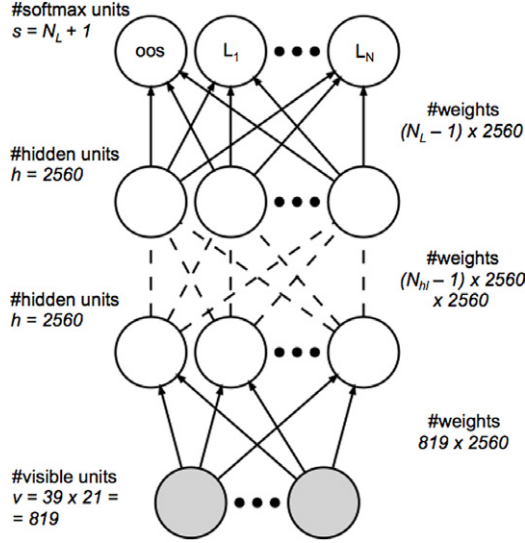 #softmax units
s = N_L + 1
oos
L_1
L_N
#weights
(N_L – 1) x 2560
#hidden units
h = 2560
#weights
(N_hl – 1) x 2560
x 2560
#hidden units
h = 2560
#weights
819 x 2560
#visible units
v = 39 x 21 =
= 819